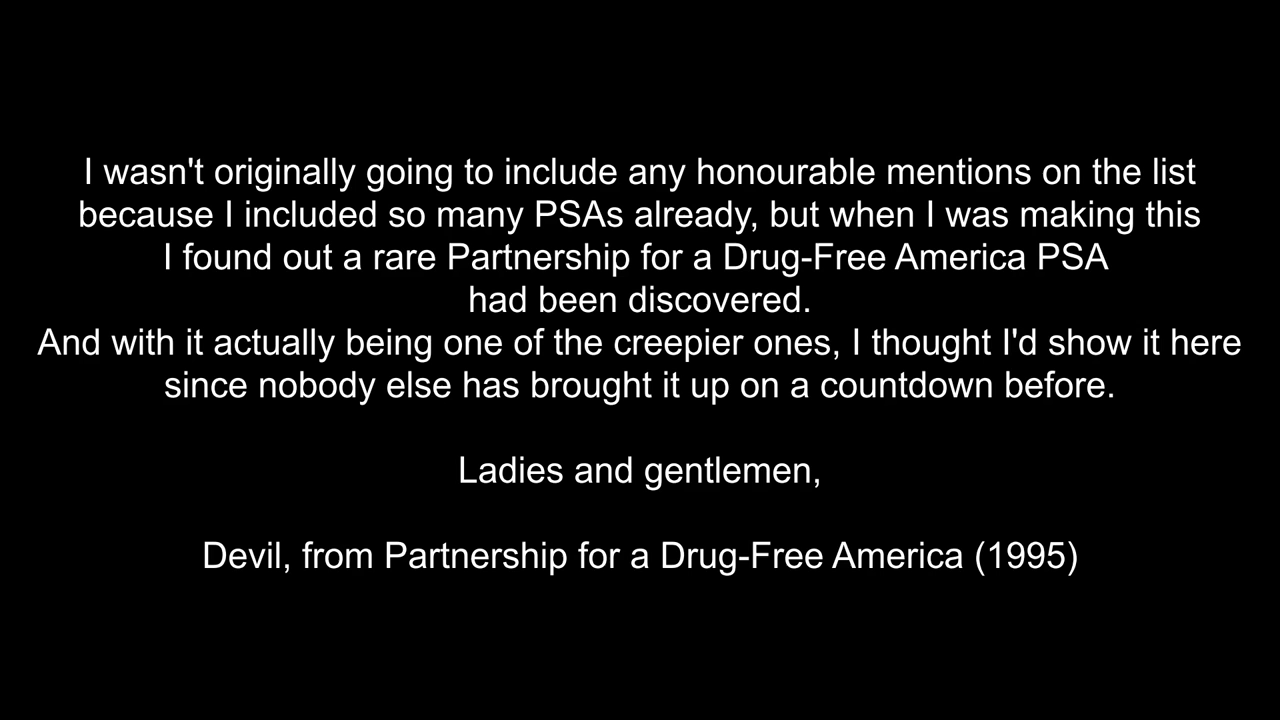 I wasn't originally going to include any honourable mentions on the list
because I included so many PSAs already, but when I was making this
I found out a rare Partnership for a Drug-Free America PSA
had been discovered.
And with it actually being one of the creepier ones, I thought I'd show it here
since nobody else has brought it up on a countdown before.
Ladies and gentlemen,
Devil, from Partnership for a Drug-Free America (1995)